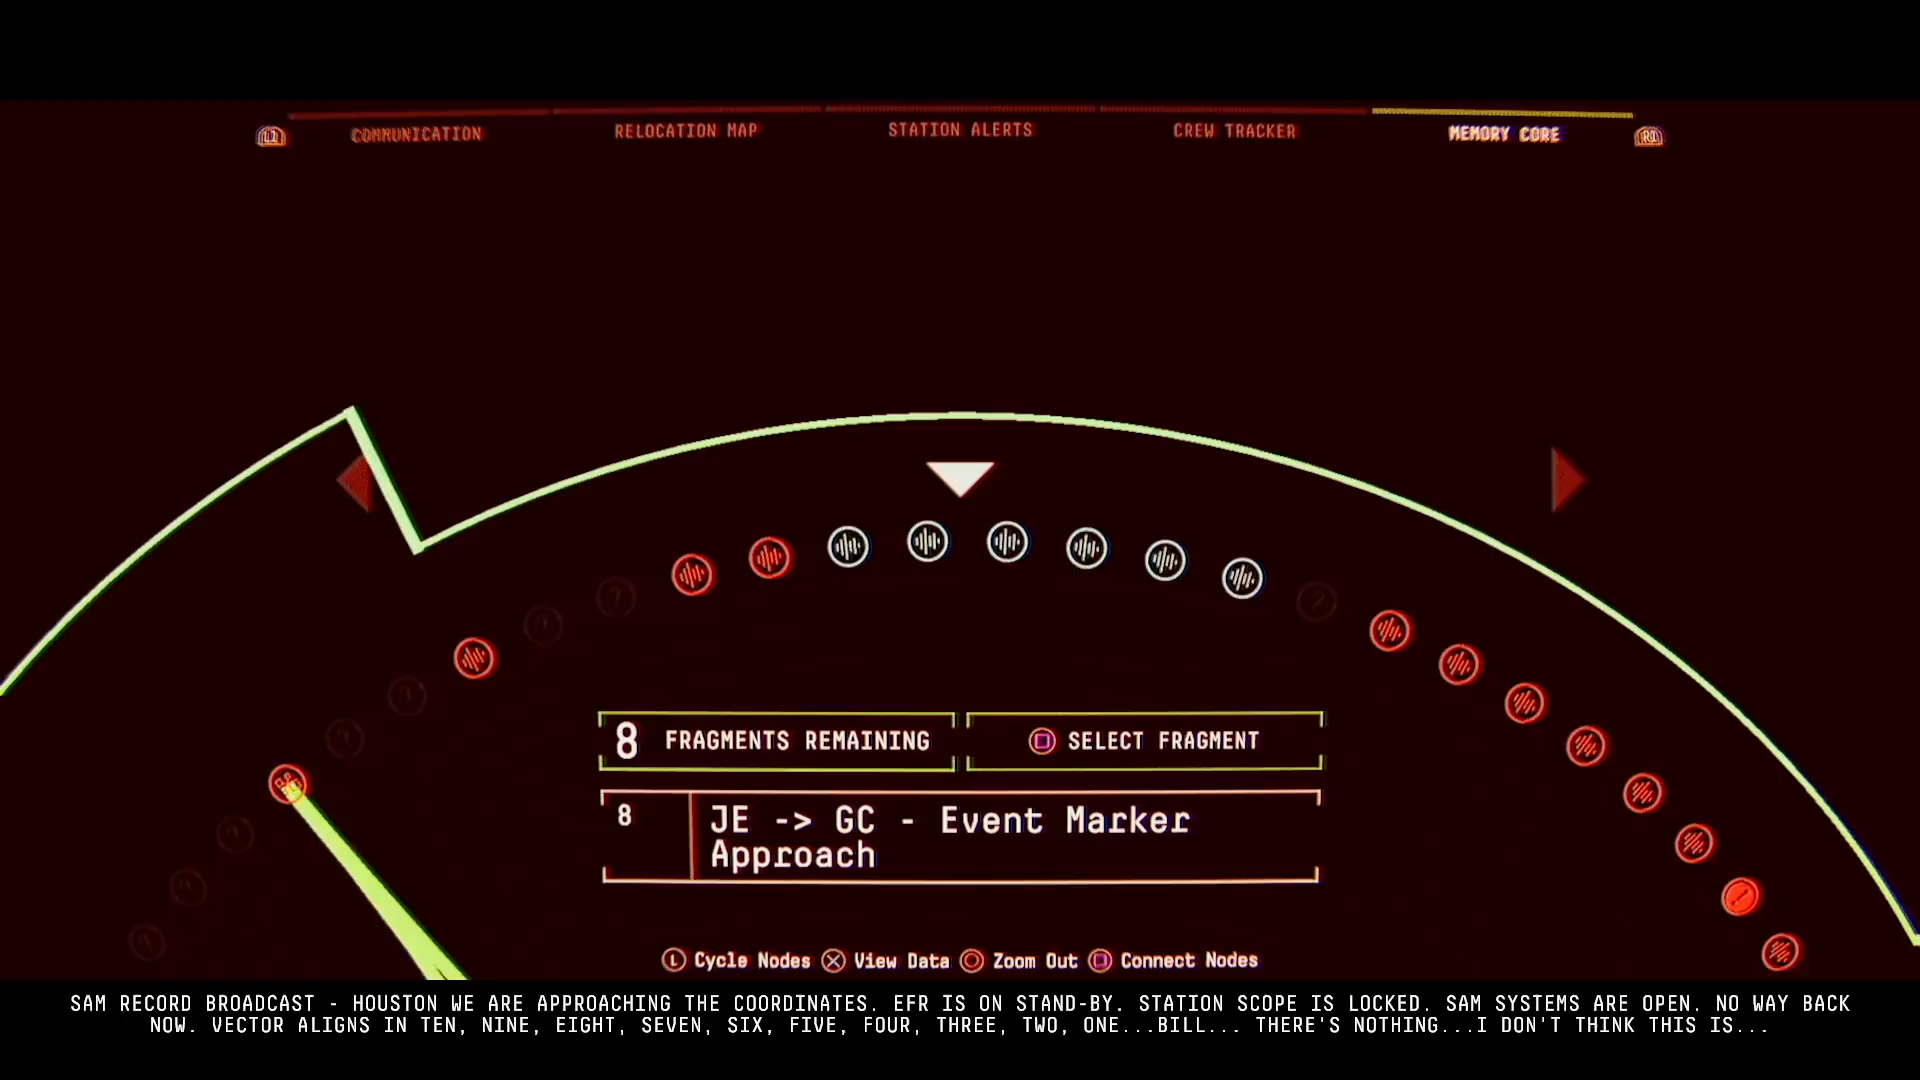 L1 COMMUNICATION RELOCATION MAP STATION ALERTS CREW TRACKER MEMORY CORE R1
8 FRAGMENTS REMAINING SELECT FRAGMENT
8 JE -> GC - Event Marker
Approach
L Cycle Nodes View Data Zoom Out Connect Nodes
SAM RECORD BROADCAST - HOUSTON WE ARE APPROACHING THE COORDINATES. EFR IS ON STAND-BY. STATION SCOPE IS LOCKED. SAM SYSTEMS ARE OPEN. NO WAY BACK
NOW. VECTOR ALIGNS IN TEN, NINE, EIGHT, SEVEN, SIX, FIVE, FOUR, THREE, TWO, ONE...BILL... THERE'S NOTHING...I DON'T THINK THIS IS...